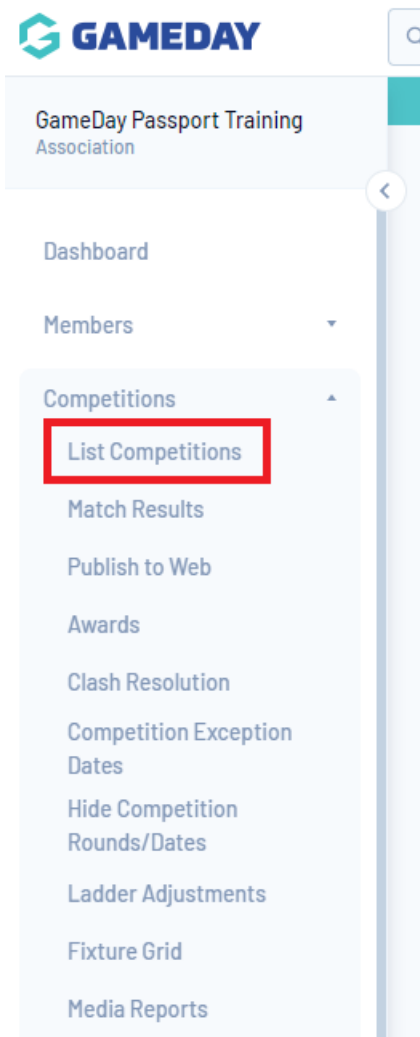 GAMEDAY
GameDay Passport Training
Association
Dashboard
Members
Competitions
List Competitions
Match Results
Publish to Web
Awards
Clash Resolution
Competition Exception
Dates
Hide Competition
Rounds/Dates
Ladder Adjustments
Fixture Grid
Media Reports